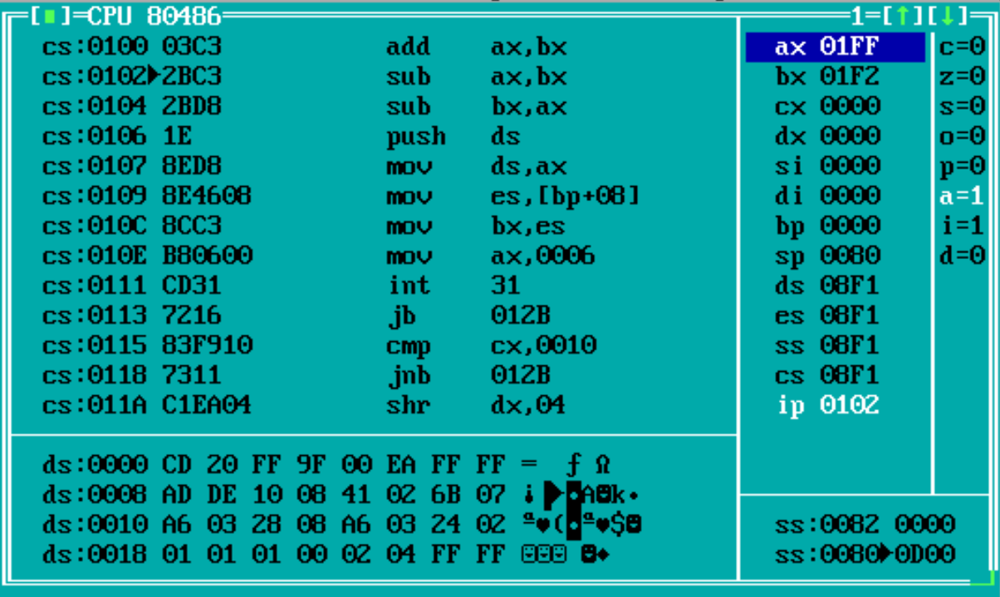 [■]=CPU 80486 1=[↑][↓]
cs:0100 03C3 add ax,bx
cs:0102►2BC3 sub ax,bx
cs:0104 2BD8 sub bx,ax
cs:0106 1E push ds
cs:0107 8ED8 mov ds,ax
cs:0109 8E4608 mov es,[bp+08]
cs:010C 8CC3 mov bx,es
cs:010E B80600 mov ax,0006
cs:0111 CD31 int 31
cs:0113 7216 jb 012B
cs:0115 83F910 cmp cx,0010
cs:0118 7311 jnb 012B
cs:011A C1EA04 shr dx,04
ds:0000 CD 20 FF 9F 00 EA FF FF = ƒ Ω
ds:0008 AD DE 10 08 41 02 6B 07 ¡▐►◘A☻k•
ds:0010 A6 03 28 08 A6 03 24 02 ª♥(◘ª♥$☻
ds:0018 01 01 01 00 02 04 FF FF ☺☺☺ ☻♦
ax 01FF
bx 01F2
cx 0000
dx 0000
si 0000
di 0000
bp 0000
sp 0080
ds 08F1
es 08F1
ss 08F1
cs 08F1
ip 0102
c=0
z=0
s=0
o=0
p=0
a=1
i=1
d=0
ss:0082 0000
ss:0080►0D00